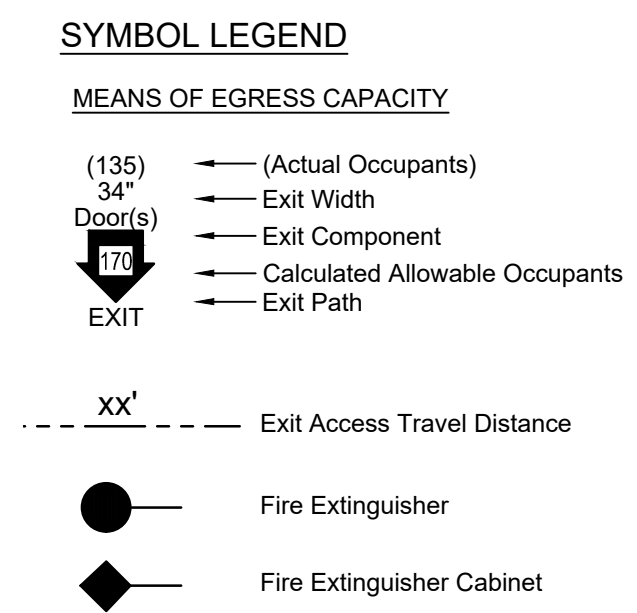 SYMBOL LEGEND
MEANS OF EGRESS CAPACITY
(135) (Actual Occupants)
34" Exit Width
Door(s) Exit Component
170 Calculated Allowable Occupants
EXIT Exit Path
xx' Exit Access Travel Distance
Fire Extinguisher
Fire Extinguisher Cabinet